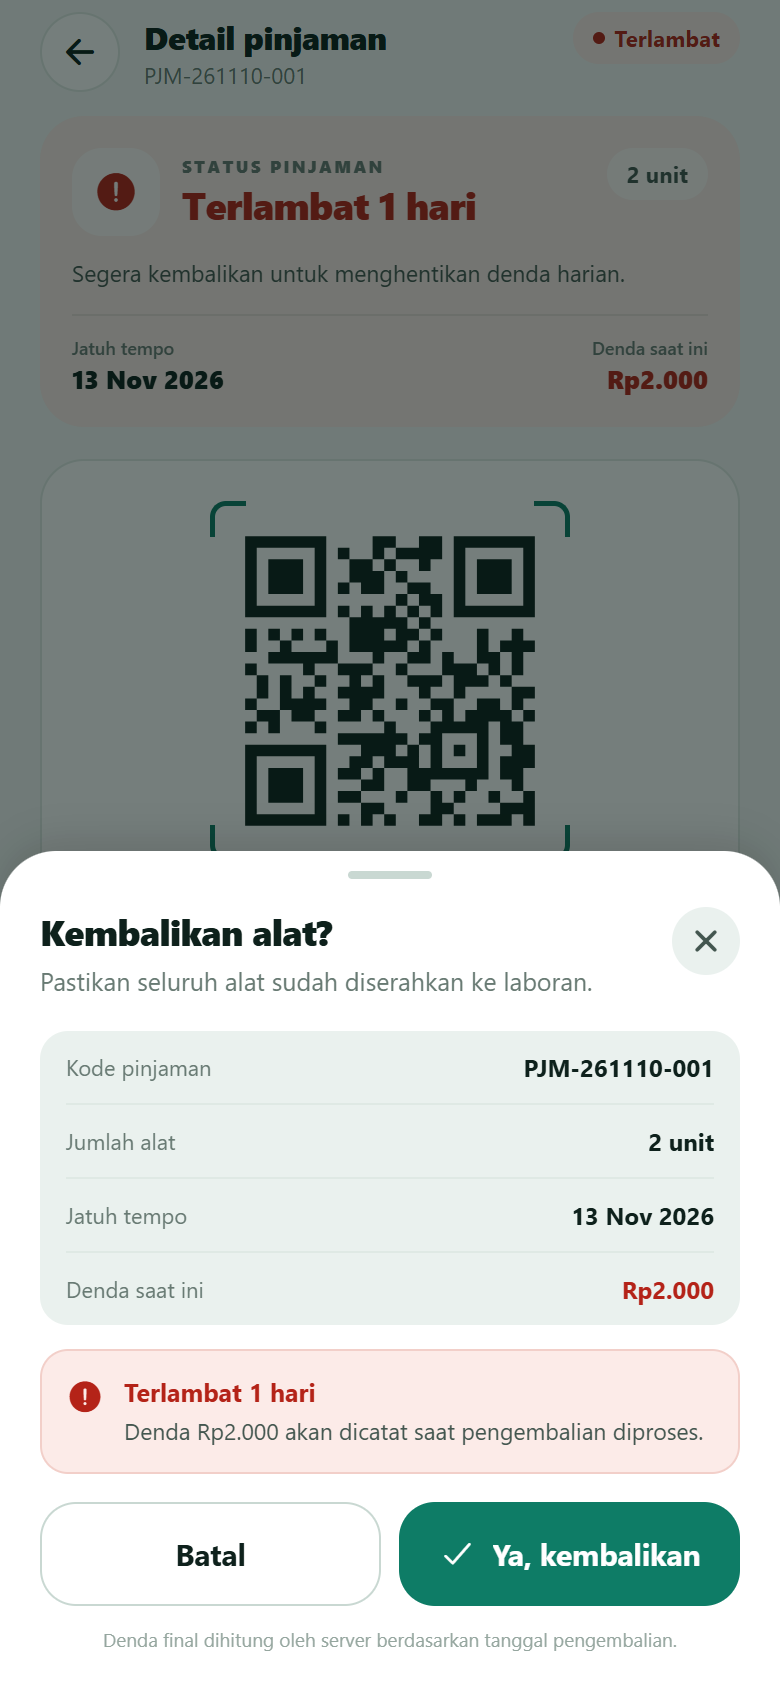 Detail pinjaman
PJM-261110-001
Terlambat
STATUS PINJAMAN
Terlambat 1 hari
2 unit
Segera kembalikan untuk menghentikan denda harian.
Jatuh tempo
13 Nov 2026
Denda saat ini
Rp2.000
Kembalikan alat?
Pastikan seluruh alat sudah diserahkan ke laboran.
Kode pinjaman PJM-261110-001
Jumlah alat 2 unit
Jatuh tempo 13 Nov 2026
Denda saat ini Rp2.000
Terlambat 1 hari
Denda Rp2.000 akan dicatat saat pengembalian diproses.
Batal
Ya, kembalikan
Denda final dihitung oleh server berdasarkan tanggal pengembalian.